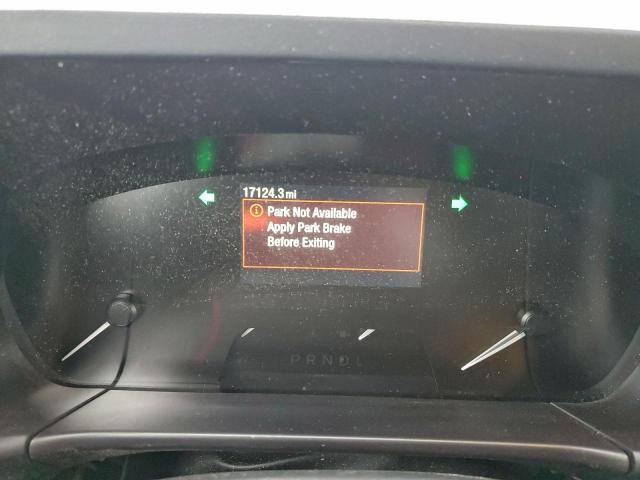 17124.3 mi
Park Not Available
Apply Park Brake
Before Exiting
PRNDL